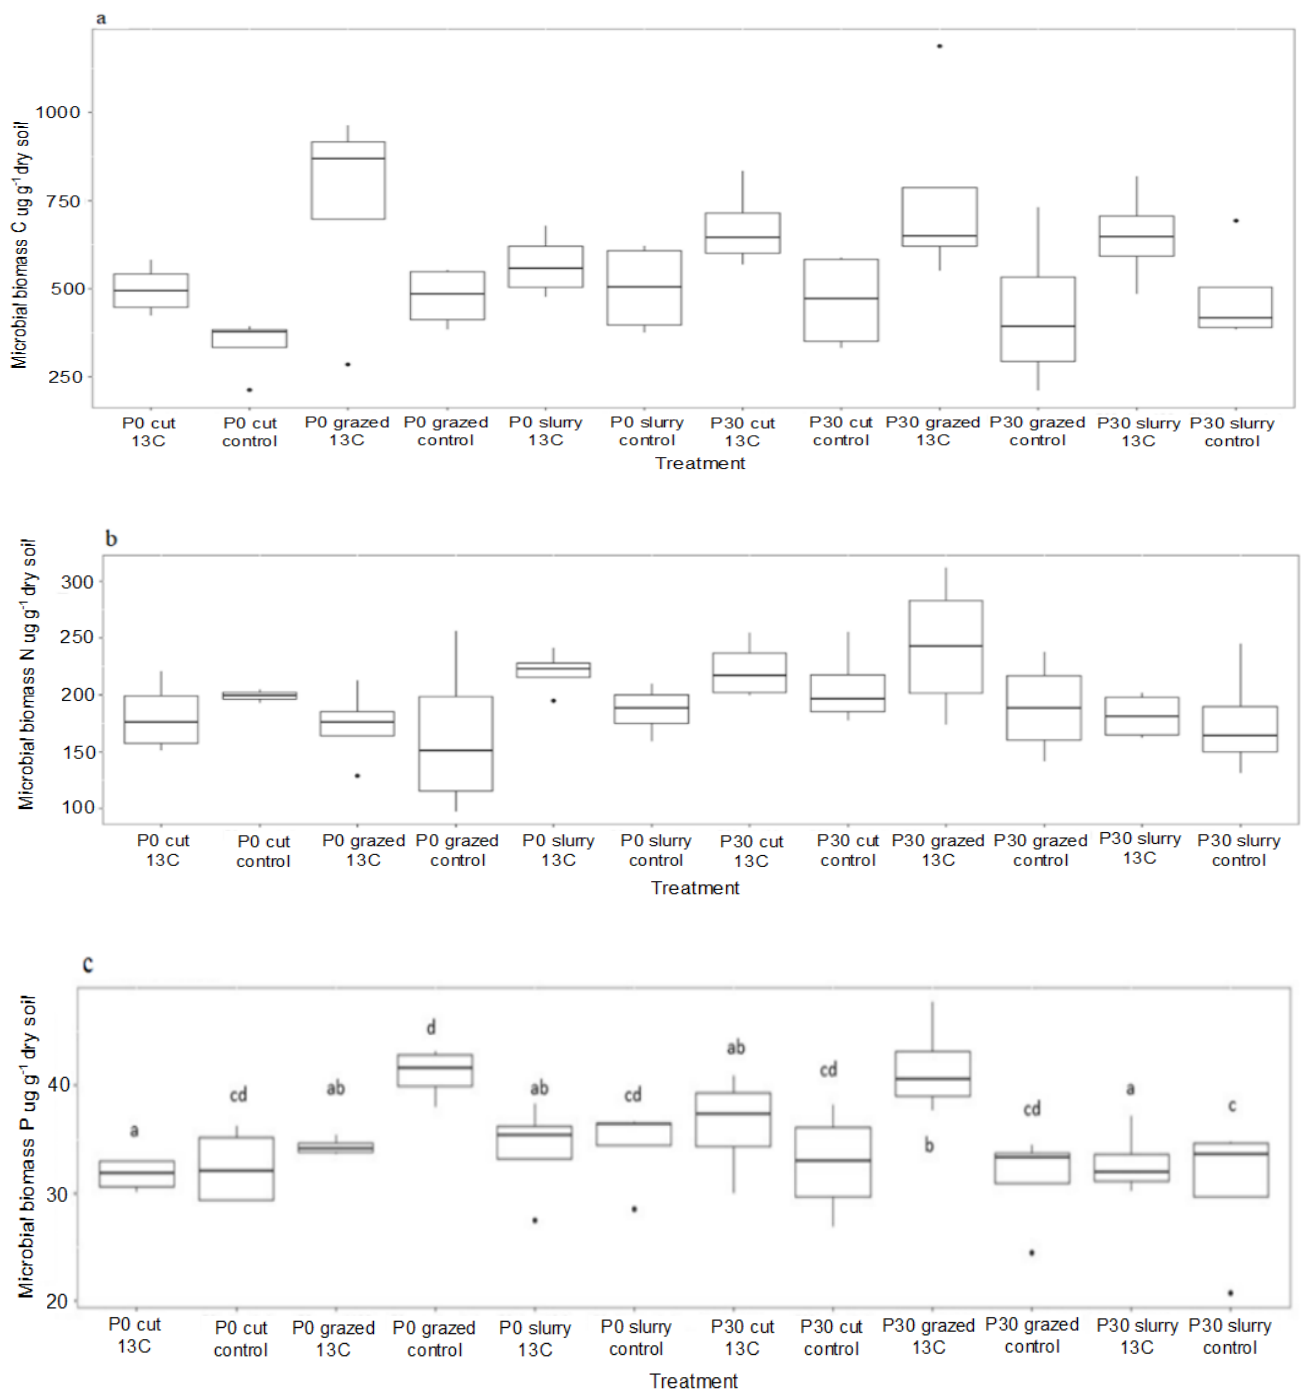 a
Microbial biomass C ug g⁻¹ dry soil
1000
750
500
250
P0 cut 13C
P0 cut control
P0 grazed 13C
P0 grazed control
P0 slurry 13C
P0 slurry control
P30 cut 13C
P30 cut control
P30 grazed 13C
P30 grazed control
P30 slurry 13C
P30 slurry control
Treatment
b
Microbial biomass N ug g⁻¹ dry soil
300
250
200
150
100
P0 cut 13C
P0 cut control
P0 grazed 13C
P0 grazed control
P0 slurry 13C
P0 slurry control
P30 cut 13C
P30 cut control
P30 grazed 13C
P30 grazed control
P30 slurry 13C
P30 slurry control
Treatment
c
Microbial biomass P ug g⁻¹ dry soil
40
30
20
a
cd
ab
d
ab
cd
ab
cd
b
cd
a
c
P0 cut 13C
P0 cut control
P0 grazed 13C
P0 grazed control
P0 slurry 13C
P0 slurry control
P30 cut 13C
P30 cut control
P30 grazed 13C
P30 grazed control
P30 slurry 13C
P30 slurry control
Treatment